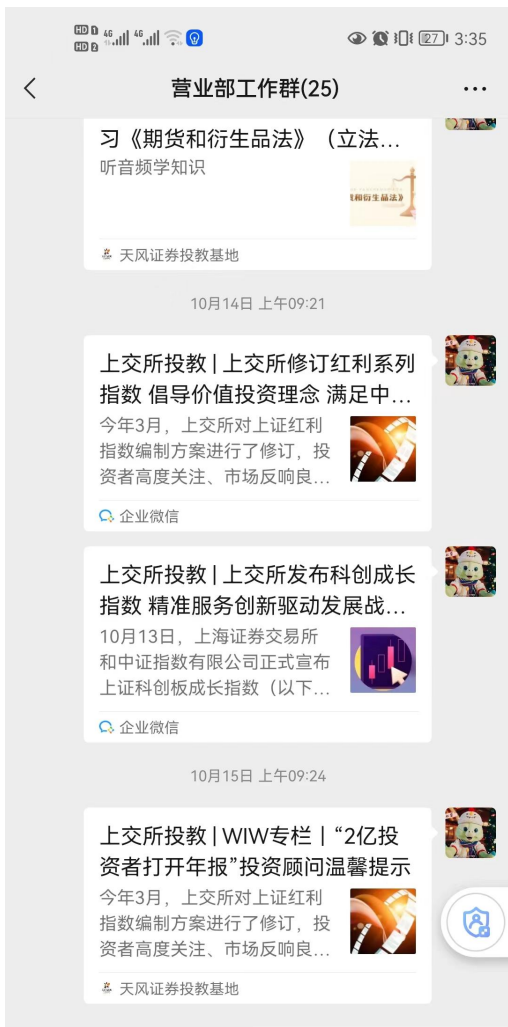 HD 1 4G 4G
HD 2
27 3:35
营业部工作群(25)
习《期货和衍生品法》（立法...
听音频学知识
货和衍生品法》
天风证券投教基地
10月14日 上午09:21
上交所投教 | 上交所修订红利系列
指数 倡导价值投资理念 满足中...
今年3月，上交所对上证红利
指数编制方案进行了修订，投
资者高度关注、市场反响良...
企业微信
上交所投教 | 上交所发布科创成长
指数 精准服务创新驱动发展战...
10月13日，上海证券交易所
和中证指数有限公司正式宣布
上证科创板成长指数（以下...
企业微信
10月15日 上午09:24
上交所投教 | WIW专栏丨“2亿投
资者打开年报”投资顾问温馨提示
今年3月，上交所对上证红利
指数编制方案进行了修订，投
资者高度关注、市场反响良...
天风证券投教基地